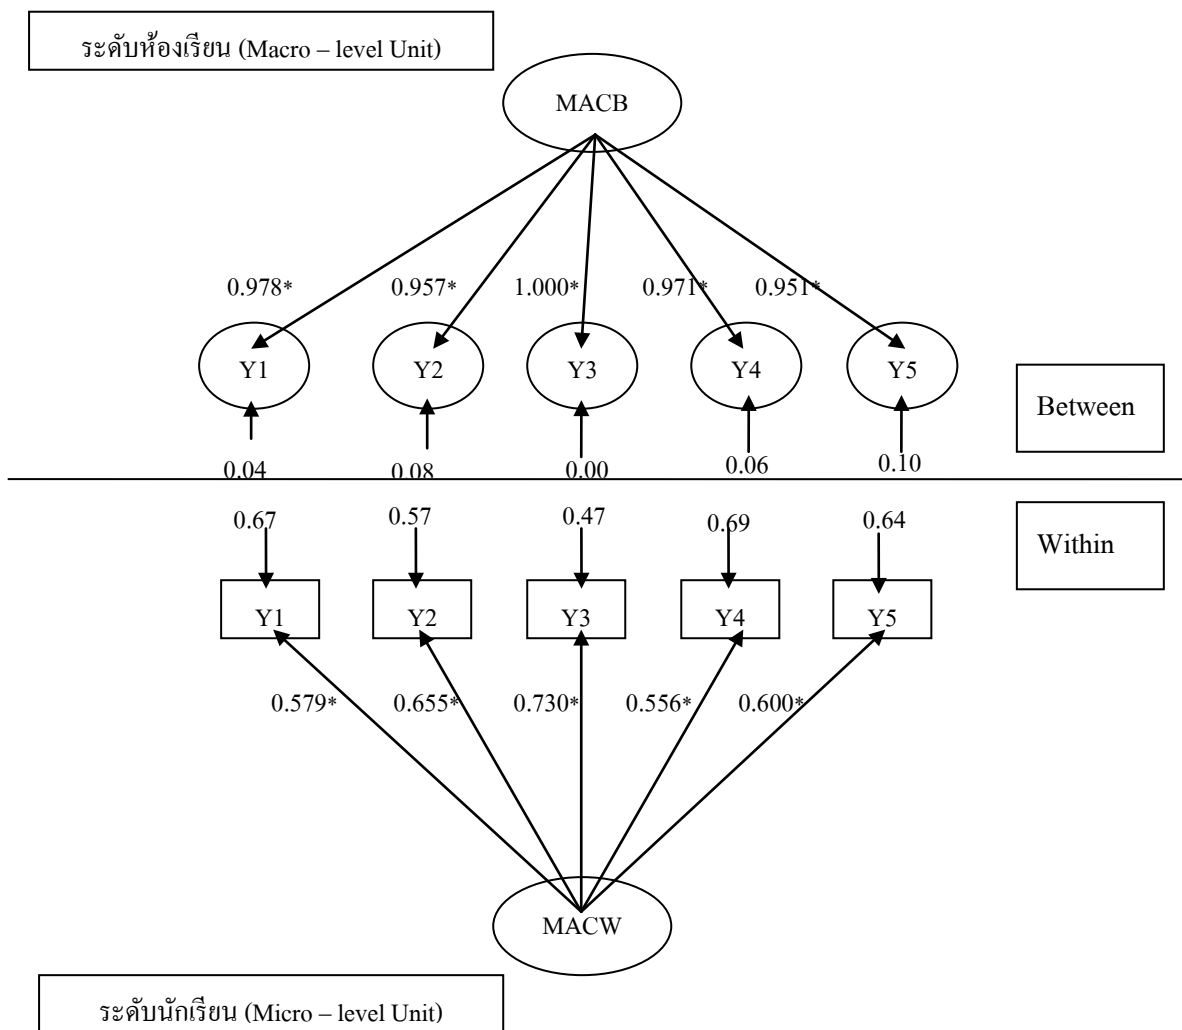 ระดับห้องเรียน (Macro – level Unit)
MACB
0.978* 0.957* 1.000* 0.971* 0.951*
Y1 Y2 Y3 Y4 Y5
Between
0.04 0.08 0.00 0.06 0.10
0.67 0.57 0.47 0.69 0.64
Within
Y1 Y2 Y3 Y4 Y5
0.579* 0.655* 0.730* 0.556* 0.600*
MACW
ระดับนักเรียน (Micro – level Unit)